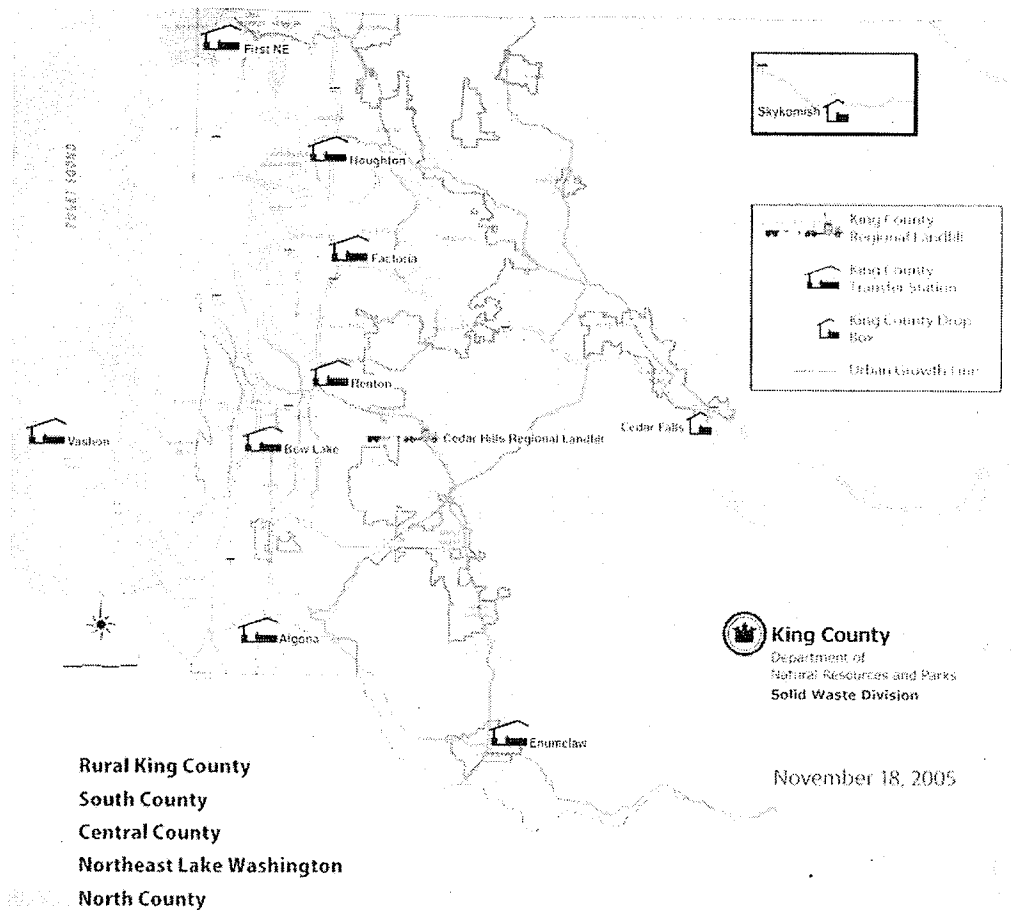 First NE
Skykomish
PUGET SOUND
Houghton
King County
Regional Landfill
Factoria
King County
Transfer Station
King County Drop
Box
Urban Growth Line
Renton
Vashon
Bow Lake
Cedar Hills Regional Landfill
Cedar Falls
Algona
King County
Department of
Natural Resources and Parks
Solid Waste Division
Enumclaw
November 18, 2005
Rural King County
South County
Central County
Northeast Lake Washington
North County